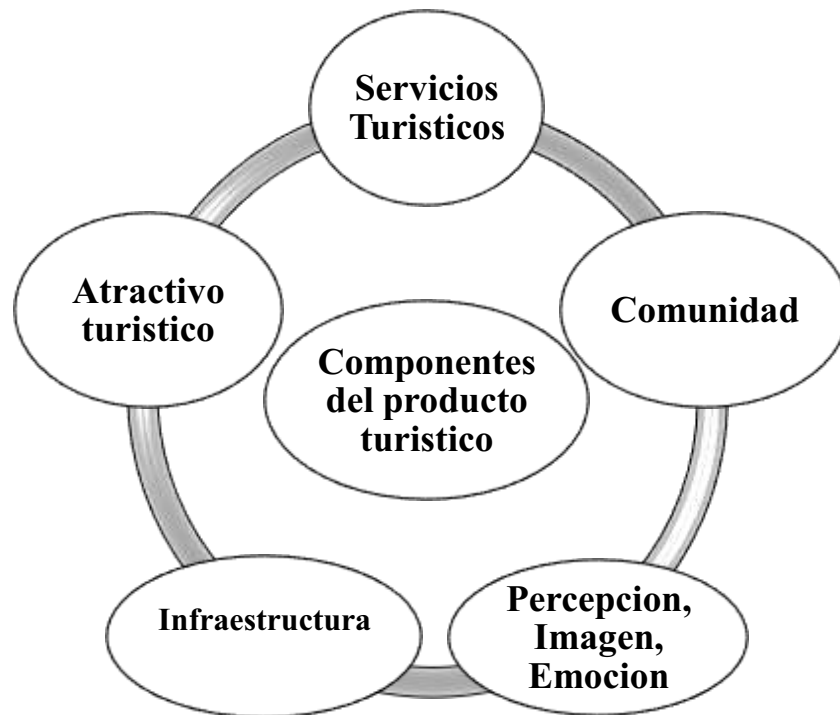 Servicios
Turisticos
Atractivo
turistico
Comunidad
Componentes
del producto
turistico
Infraestructura
Percepcion,
Imagen,
Emocion